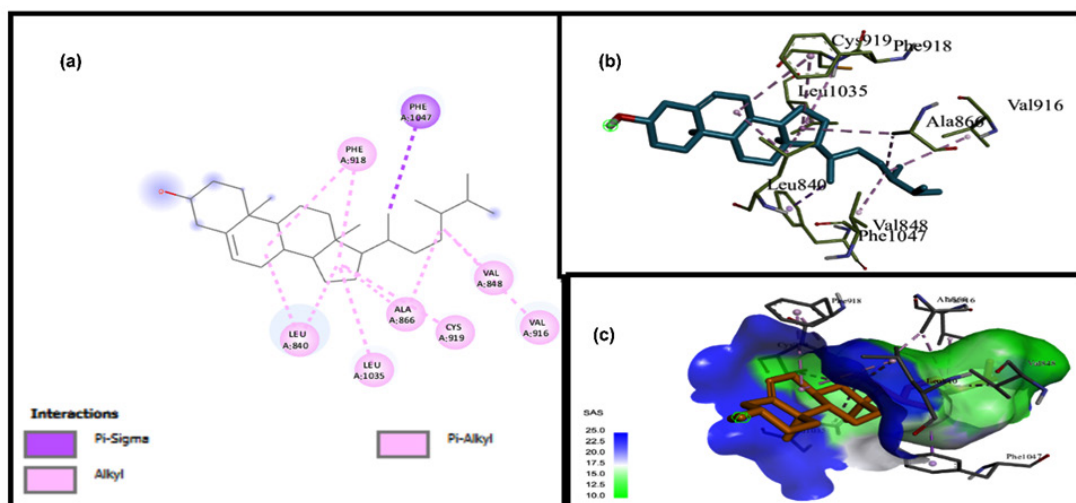 (a)
PHE
A:1047
PHE
A:918
LEU
A:840
LEU
A:1035
ALA
A:866
CYS
A:919
VAL
A:848
VAL
A:916
Interactions
Pi-Sigma
Alkyl
Pi-Alkyl
(b)
Cys919
Phe918
Leu1035
Val916
Ala866
Leu840
Val848
Phe1047
(c)
Phe918
Phe1047
SAS
25.0
22.5
20.0
17.5
15.0
12.5
10.0